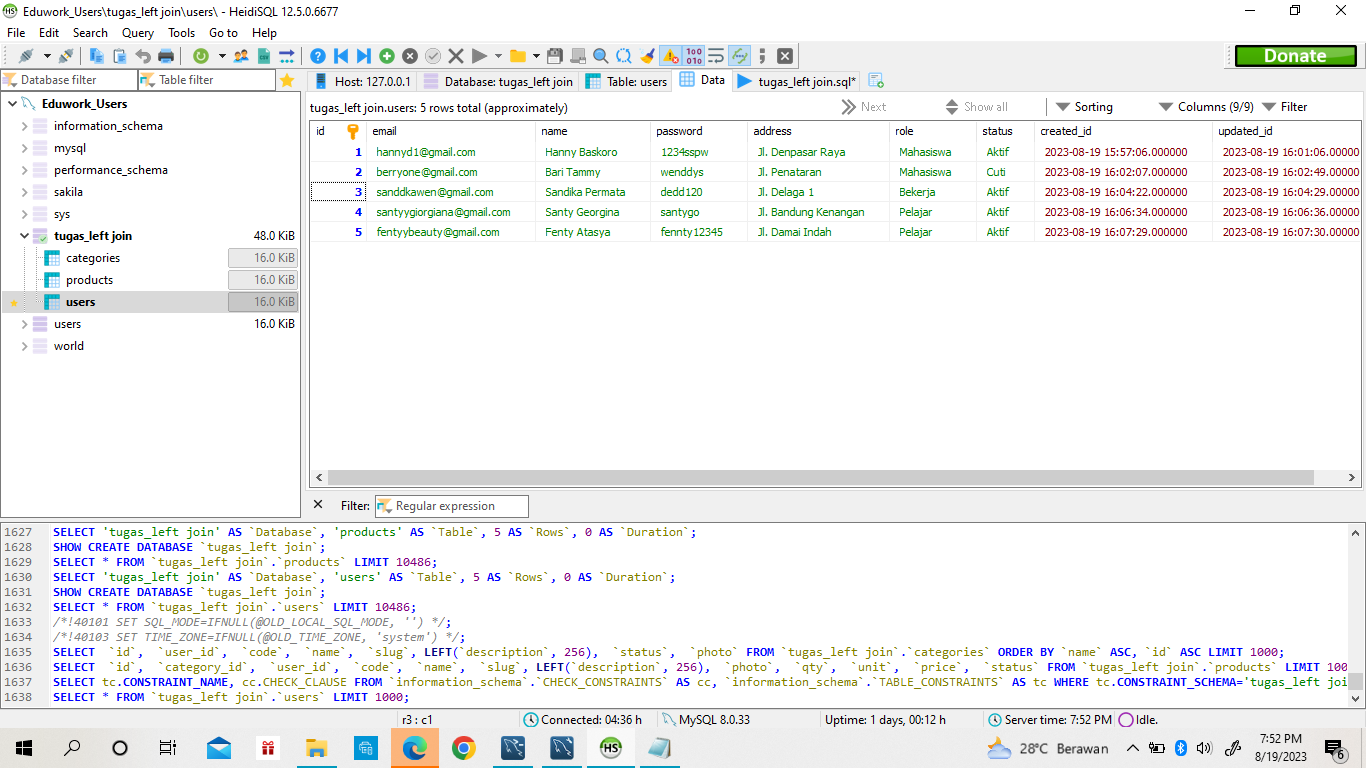 Eduwork_Users\tugas_left join\users\ - HeidiSQL 12.5.0.6677
File Edit Search Query Tools Go to Help
Donate
Database filter Table filter
Host: 127.0.0.1 Database: tugas_left join Table: users Data tugas_left join.sql*
Eduwork_Users
information_schema
mysql
performance_schema
sakila
sys
tugas_left join 48.0 KiB
categories 16.0 KiB
products 16.0 KiB
users 16.0 KiB
users 16.0 KiB
world
tugas_left join.users: 5 rows total (approximately) Next Show all Sorting Columns (9/9) Filter
id email name password address role status created_id updated_id
1 hannyd1@gmail.com Hanny Baskoro 1234sspw Jl. Denpasar Raya Mahasiswa Aktif 2023-08-19 15:57:06.000000 2023-08-19 16:01:06.00000
2 berryone@gmail.com Bari Tammy wenddys Jl. Penataran Mahasiswa Cuti 2023-08-19 16:02:07.000000 2023-08-19 16:02:49.00000
3 sanddkawen@gmail.com Sandika Permata dedd120 Jl. Delaga 1 Bekerja Aktif 2023-08-19 16:04:22.000000 2023-08-19 16:04:29.00000
4 santyygiorgiana@gmail.com Santy Georgina santygo Jl. Bandung Kenangan Pelajar Aktif 2023-08-19 16:06:34.000000 2023-08-19 16:06:36.00000
5 fentyybeauty@gmail.com Fenty Atasya fennty12345 Jl. Damai Indah Pelajar Aktif 2023-08-19 16:07:29.000000 2023-08-19 16:07:30.00000
Filter: Regular expression
1627 SELECT 'tugas_left join' AS `Database`, 'products' AS `Table`, 5 AS `Rows`, 0 AS `Duration`;
1628 SHOW CREATE DATABASE `tugas_left join`;
1629 SELECT * FROM `tugas_left join`.`products` LIMIT 10486;
1630 SELECT 'tugas_left join' AS `Database`, 'users' AS `Table`, 5 AS `Rows`, 0 AS `Duration`;
1631 SHOW CREATE DATABASE `tugas_left join`;
1632 SELECT * FROM `tugas_left join`.`users` LIMIT 10486;
1633 /*!40101 SET SQL_MODE=IFNULL(@OLD_LOCAL_SQL_MODE, '') */;
1634 /*!40103 SET TIME_ZONE=IFNULL(@OLD_TIME_ZONE, 'system') */;
1635 SELECT `id`, `user_id`, `code`, `name`, `slug`, LEFT(`description`, 256), `status`, `photo` FROM `tugas_left join`.`categories` ORDER BY `name` ASC, `id` ASC LIMIT 1000;
1636 SELECT `id`, `category_id`, `user_id`, `code`, `name`, `slug`, LEFT(`description`, 256), `photo`, `qty`, `unit`, `price`, `status` FROM `tugas_left join`.`products` LIMIT 100
1637 SELECT tc.CONSTRAINT_NAME, cc.CHECK_CLAUSE FROM `information_schema`.`CHECK_CONSTRAINTS` AS cc, `information_schema`.`TABLE_CONSTRAINTS` AS tc WHERE tc.CONSTRAINT_SCHEMA='tugas_left joi
1638 SELECT * FROM `tugas_left join`.`users` LIMIT 1000;
r3 : c1 Connected: 04:36 h MySQL 8.0.33 Uptime: 1 days, 00:12 h Server time: 7:52 PM Idle.
28°C Berawan 7:52 PM
8/19/2023 6